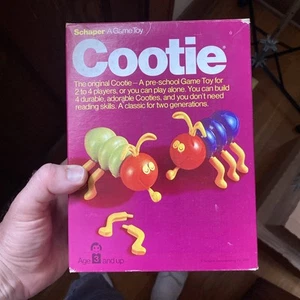 Schaper A Game Toy
Cootie®
The original Cootie – A pre-school Game Toy for
2 to 4 players, or you can play alone. You can build
4 durable, adorable Cooties, and you don't need
reading skills. A classic for two generations.
Age 3 and up